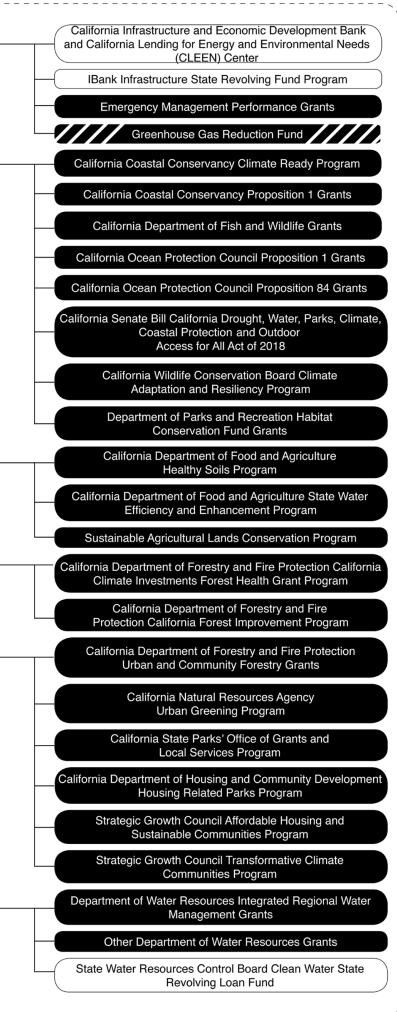 California Infrastructure and Economic Development Bank
and California Lending for Energy and Environmental Needs
(CLEEN) Center
IBank Infrastructure State Revolving Fund Program
Emergency Management Performance Grants
Greenhouse Gas Reduction Fund
California Coastal Conservancy Climate Ready Program
California Coastal Conservancy Proposition 1 Grants
California Department of Fish and Wildlife Grants
California Ocean Protection Council Proposition 1 Grants
California Ocean Protection Council Proposition 84 Grants
California Senate Bill California Drought, Water, Parks, Climate,
Coastal Protection and Outdoor
Access for All Act of 2018
California Wildlife Conservation Board Climate
Adaptation and Resiliency Program
Department of Parks and Recreation Habitat
Conservation Fund Grants
California Department of Food and Agriculture
Healthy Soils Program
California Department of Food and Agriculture State Water
Efficiency and Enhancement Program
Sustainable Agricultural Lands Conservation Program
California Department of Forestry and Fire Protection California
Climate Investments Forest Health Grant Program
California Department of Forestry and Fire
Protection California Forest Improvement Program
California Department of Forestry and Fire Protection
Urban and Community Forestry Grants
California Natural Resources Agency
Urban Greening Program
California State Parks' Office of Grants and
Local Services Program
California Department of Housing and Community Development
Housing Related Parks Program
Strategic Growth Council Affordable Housing and
Sustainable Communities Program
Strategic Growth Council Transformative Climate
Communities Program
Department of Water Resources Integrated Regional Water
Management Grants
Other Department of Water Resources Grants
State Water Resources Control Board Clean Water State
Revolving Loan Fund